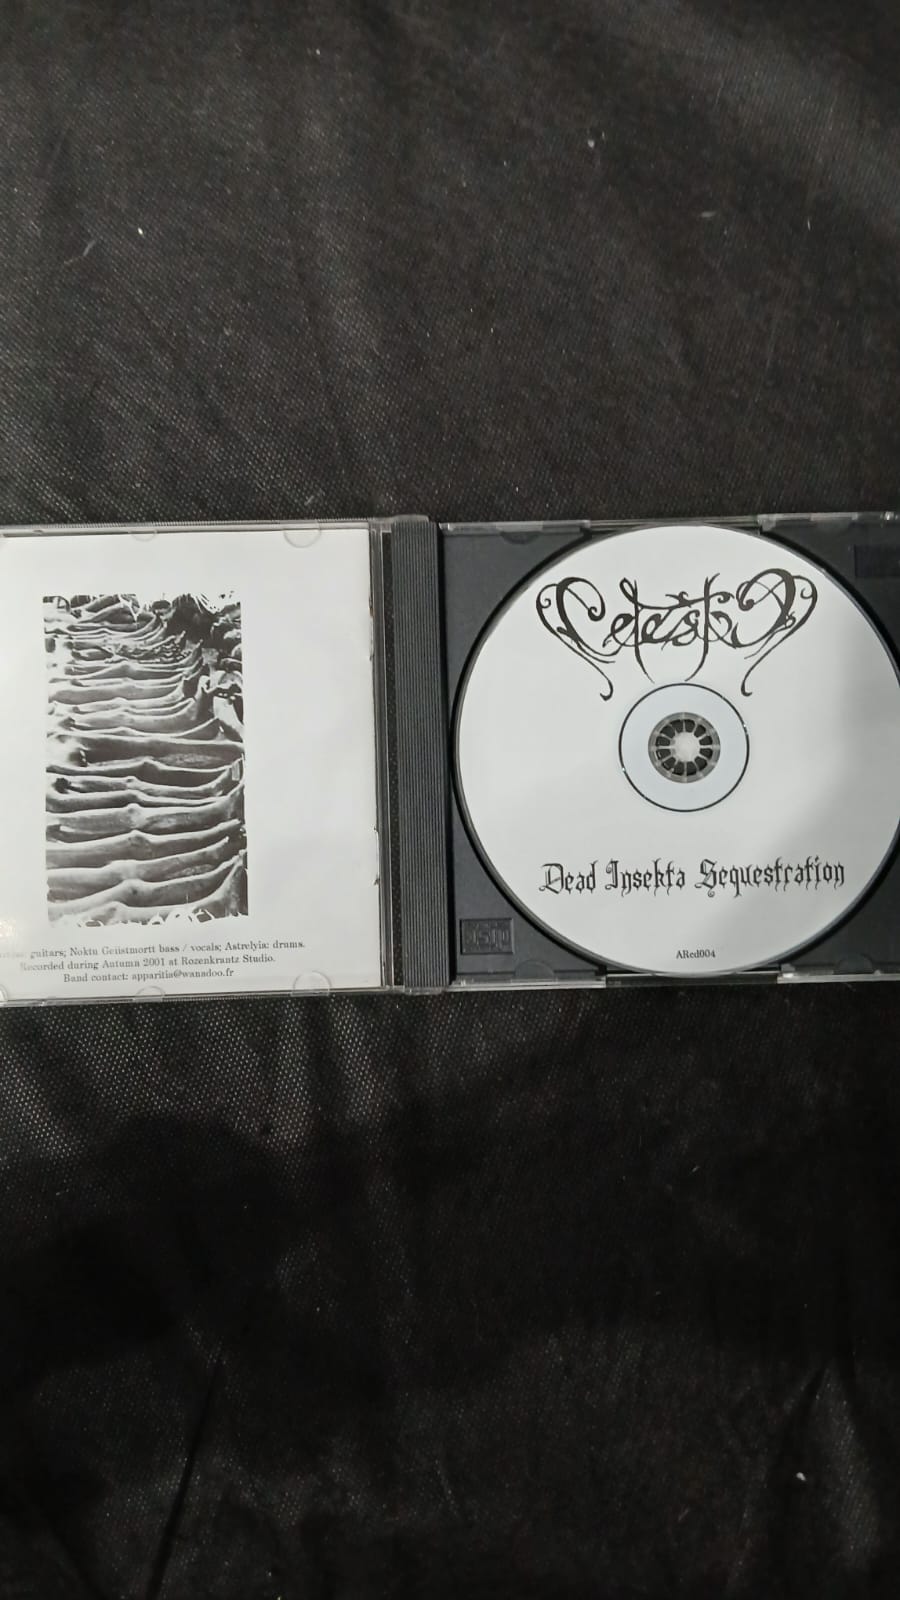 guitars; Noktu Geiistmortt bass / vocals; Astrelyia: drums.
Recorded during Autumn 2001 at Rozenkrantz Studio.
Band contact: apparitia@wanadoo.fr
Celestia
Dead Insekta Sequestration
ARcd004